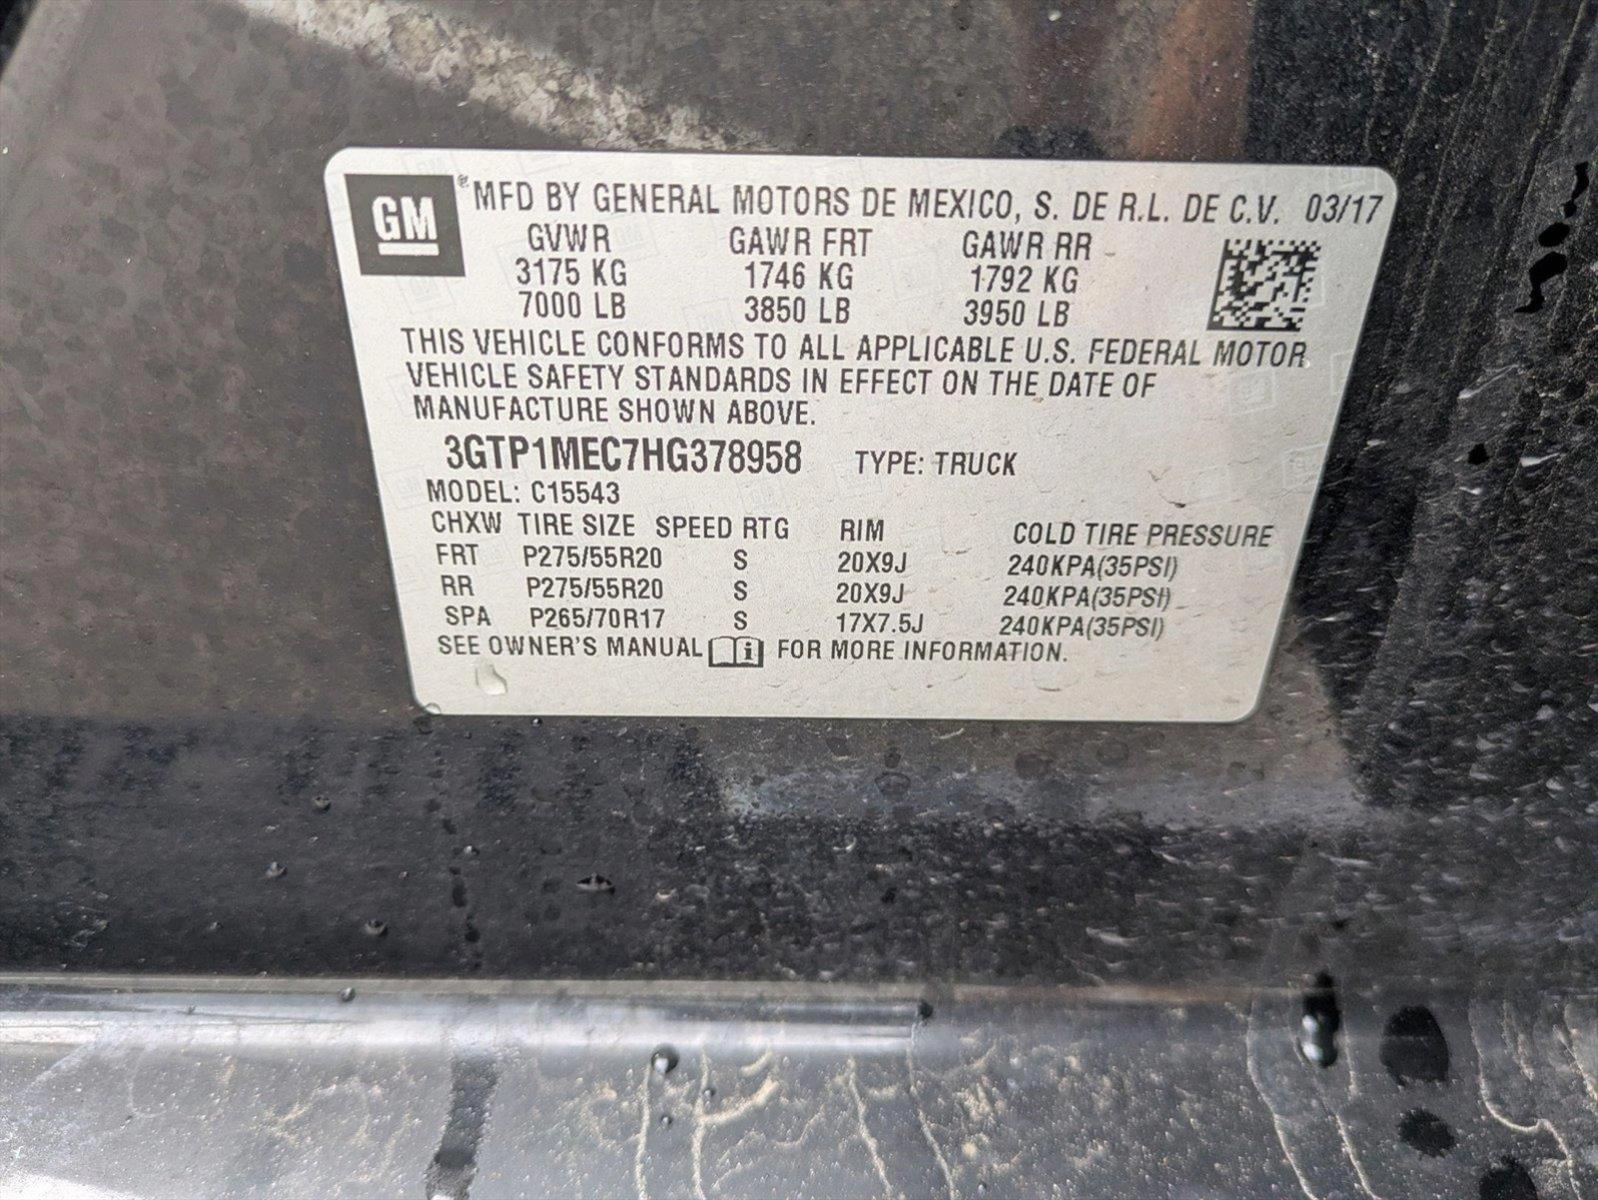 GM® MFD BY GENERAL MOTORS DE MEXICO, S. DE R.L. DE C.V. 03/17
GVWR GAWR FRT GAWR RR
3175 KG 1746 KG 1792 KG
7000 LB 3850 LB 3950 LB
THIS VEHICLE CONFORMS TO ALL APPLICABLE U.S. FEDERAL MOTOR
VEHICLE SAFETY STANDARDS IN EFFECT ON THE DATE OF
MANUFACTURE SHOWN ABOVE.
3GTP1MEC7HG378958 TYPE: TRUCK
MODEL: C15543
CHXW TIRE SIZE SPEED RTG RIM COLD TIRE PRESSURE
FRT P275/55R20 S 20X9J 240KPA(35PSI)
RR P275/55R20 S 20X9J 240KPA(35PSI)
SPA P265/70R17 S 17X7.5J 240KPA(35PSI)
SEE OWNER'S MANUAL i FOR MORE INFORMATION.